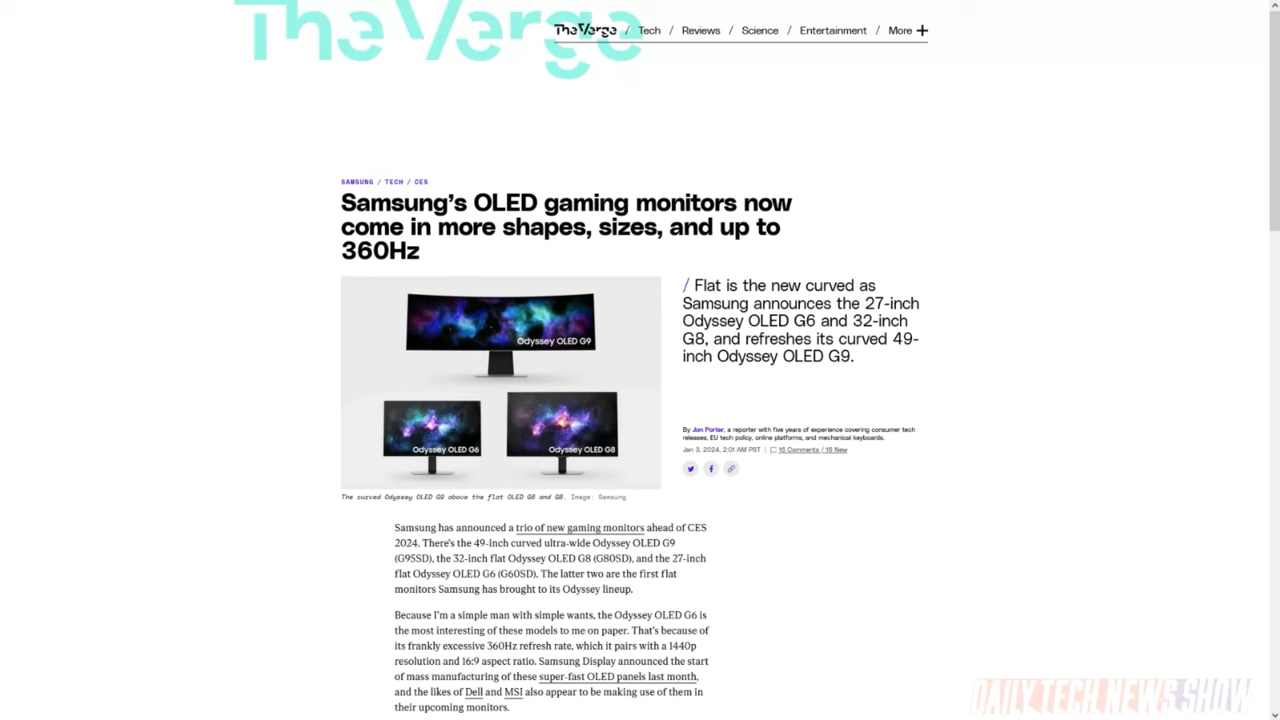 The Verge
The Verge / Tech / Reviews / Science / Entertainment / More +
SAMSUNG / TECH / CES
Samsung's OLED gaming monitors now
come in more shapes, sizes, and up to
360Hz
Odyssey OLED G9
Odyssey OLED G6
Odyssey OLED G8
The curved Odyssey OLED G9 above the flat OLED G6 and G8. Image: Samsung
/ Flat is the new curved as
Samsung announces the 27-inch
Odyssey OLED G6 and 32-inch
G8, and refreshes its curved 49-
inch Odyssey OLED G9.
By Jon Porter, a reporter with five years of experience covering consumer tech
releases, EU tech policy, online platforms, and mechanical keyboards.
Jan 3, 2024, 2:01 AM PST | 16 Comments / 16 New
Samsung has announced a trio of new gaming monitors ahead of CES
2024. There's the 49-inch curved ultra-wide Odyssey OLED G9
(G95SD), the 32-inch flat Odyssey OLED G8 (G80SD), and the 27-inch
flat Odyssey OLED G6 (G60SD). The latter two are the first flat
monitors Samsung has brought to its Odyssey lineup.
Because I'm a simple man with simple wants, the Odyssey OLED G6 is
the most interesting of these models to me on paper. That's because of
its frankly excessive 360Hz refresh rate, which it pairs with a 1440p
resolution and 16:9 aspect ratio. Samsung Display announced the start
of mass manufacturing of these super-fast OLED panels last month,
and the likes of Dell and MSI also appear to be making use of them in
their upcoming monitors.
DAILY TECH NEWS SHOW